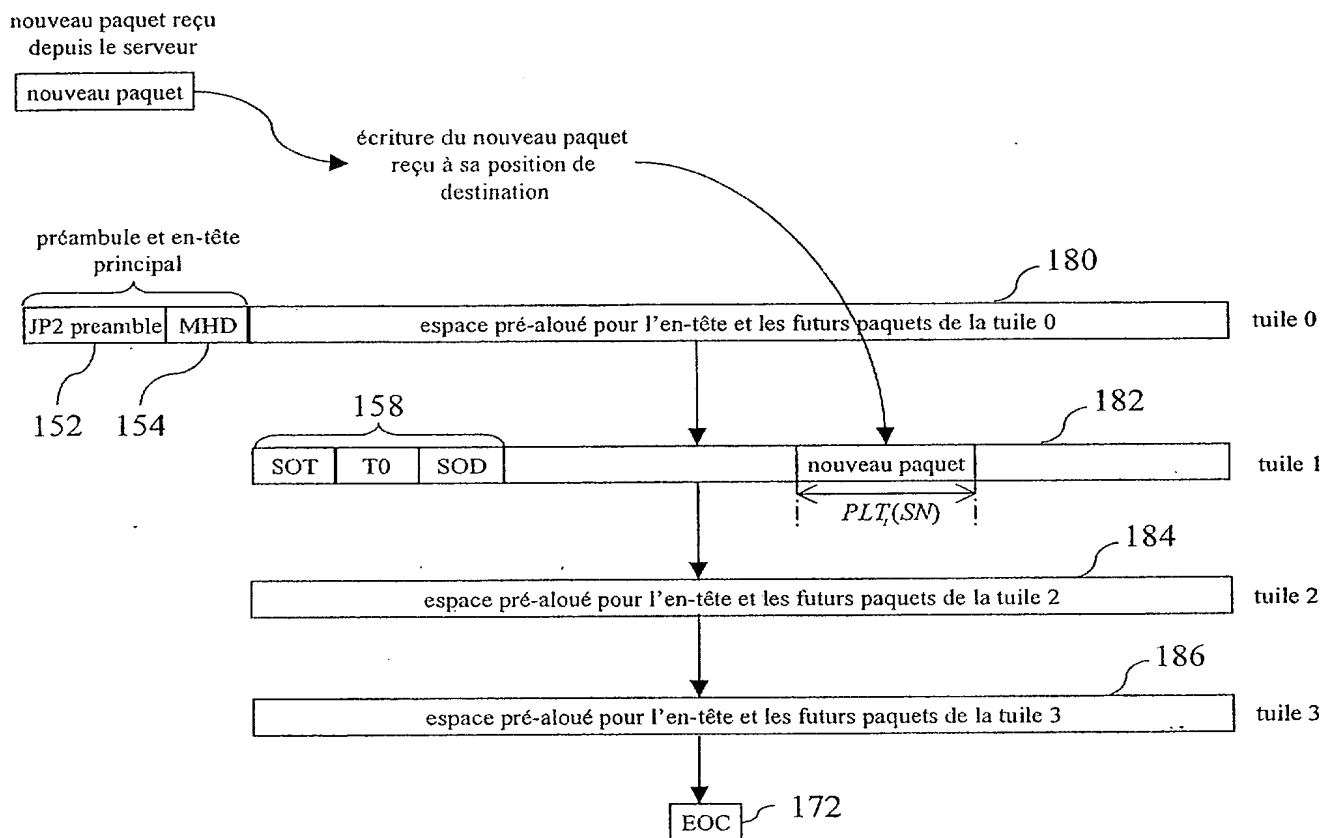 nouveau paquet reçu
depuis le serveur
nouveau paquet
écriture du nouveau paquet
reçu à sa position de
destination
préambule et en-tête
principal
180
JP2 preamble MHD espace pré-aloué pour l'en-tête et les futurs paquets de la tuile 0 tuile 0
152 154 158 182
SOT T0 SOD nouveau paquet tuile 1
PLT_t(SN)
184
espace pré-aloué pour l'en-tête et les futurs paquets de la tuile 2 tuile 2
186
espace pré-aloué pour l'en-tête et les futurs paquets de la tuile 3 tuile 3
EOC 172